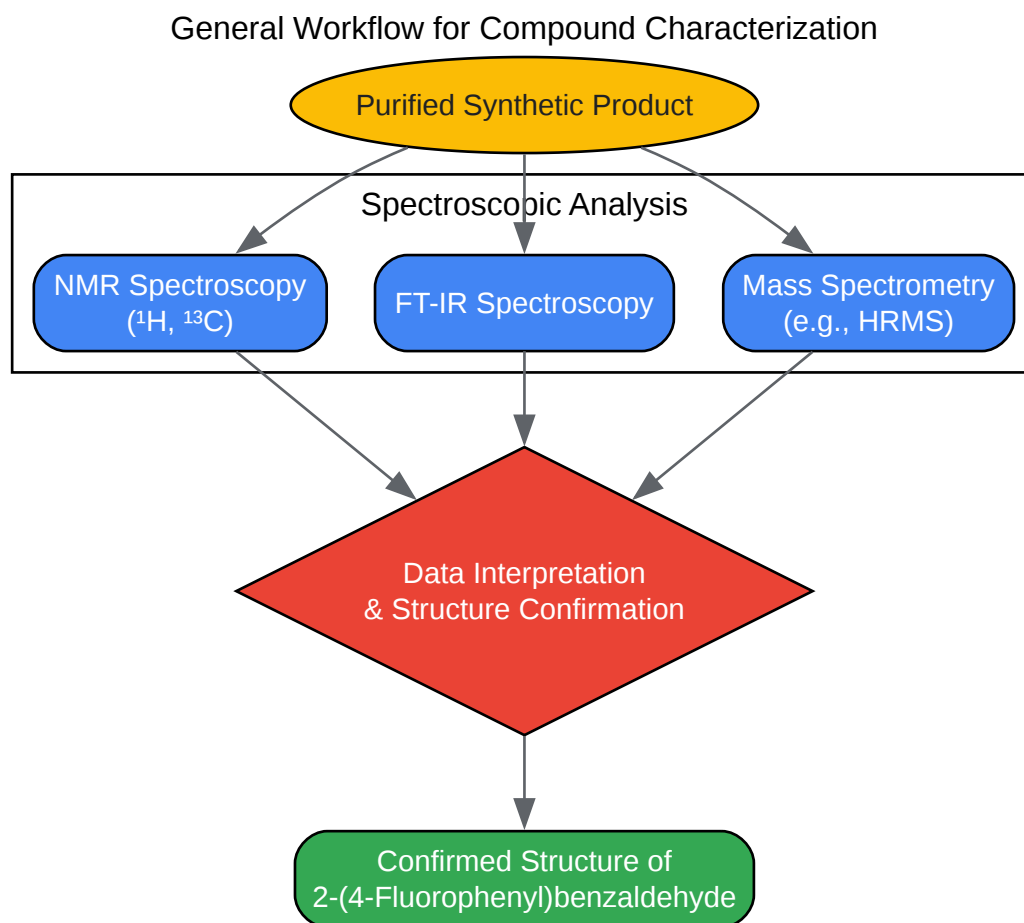 General Workflow for Compound Characterization
Purified Synthetic Product
Spectroscopic Analysis
NMR Spectroscopy
(¹H, ¹³C)
FT-IR Spectroscopy
Mass Spectrometry
(e.g., HRMS)
Data Interpretation
& Structure Confirmation
Confirmed Structure of
2-(4-Fluorophenyl)benzaldehyde